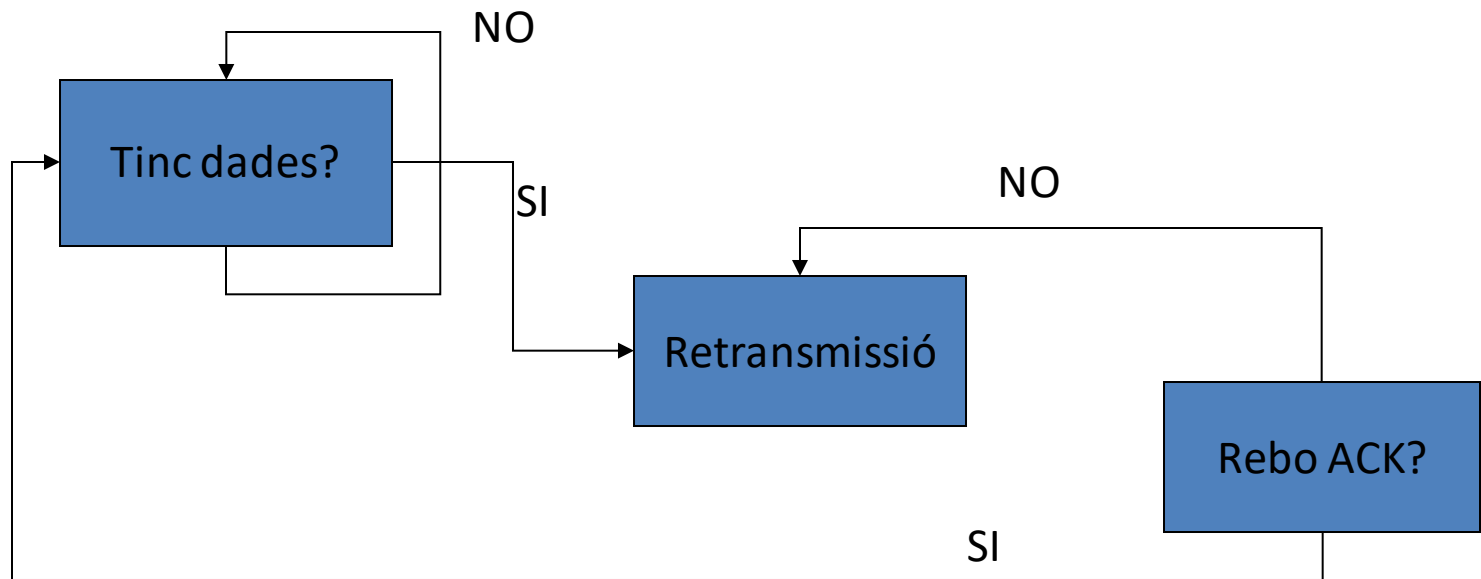 NO
Tinc dades?
SI
NO
Retransmissió
Rebo ACK?
SI